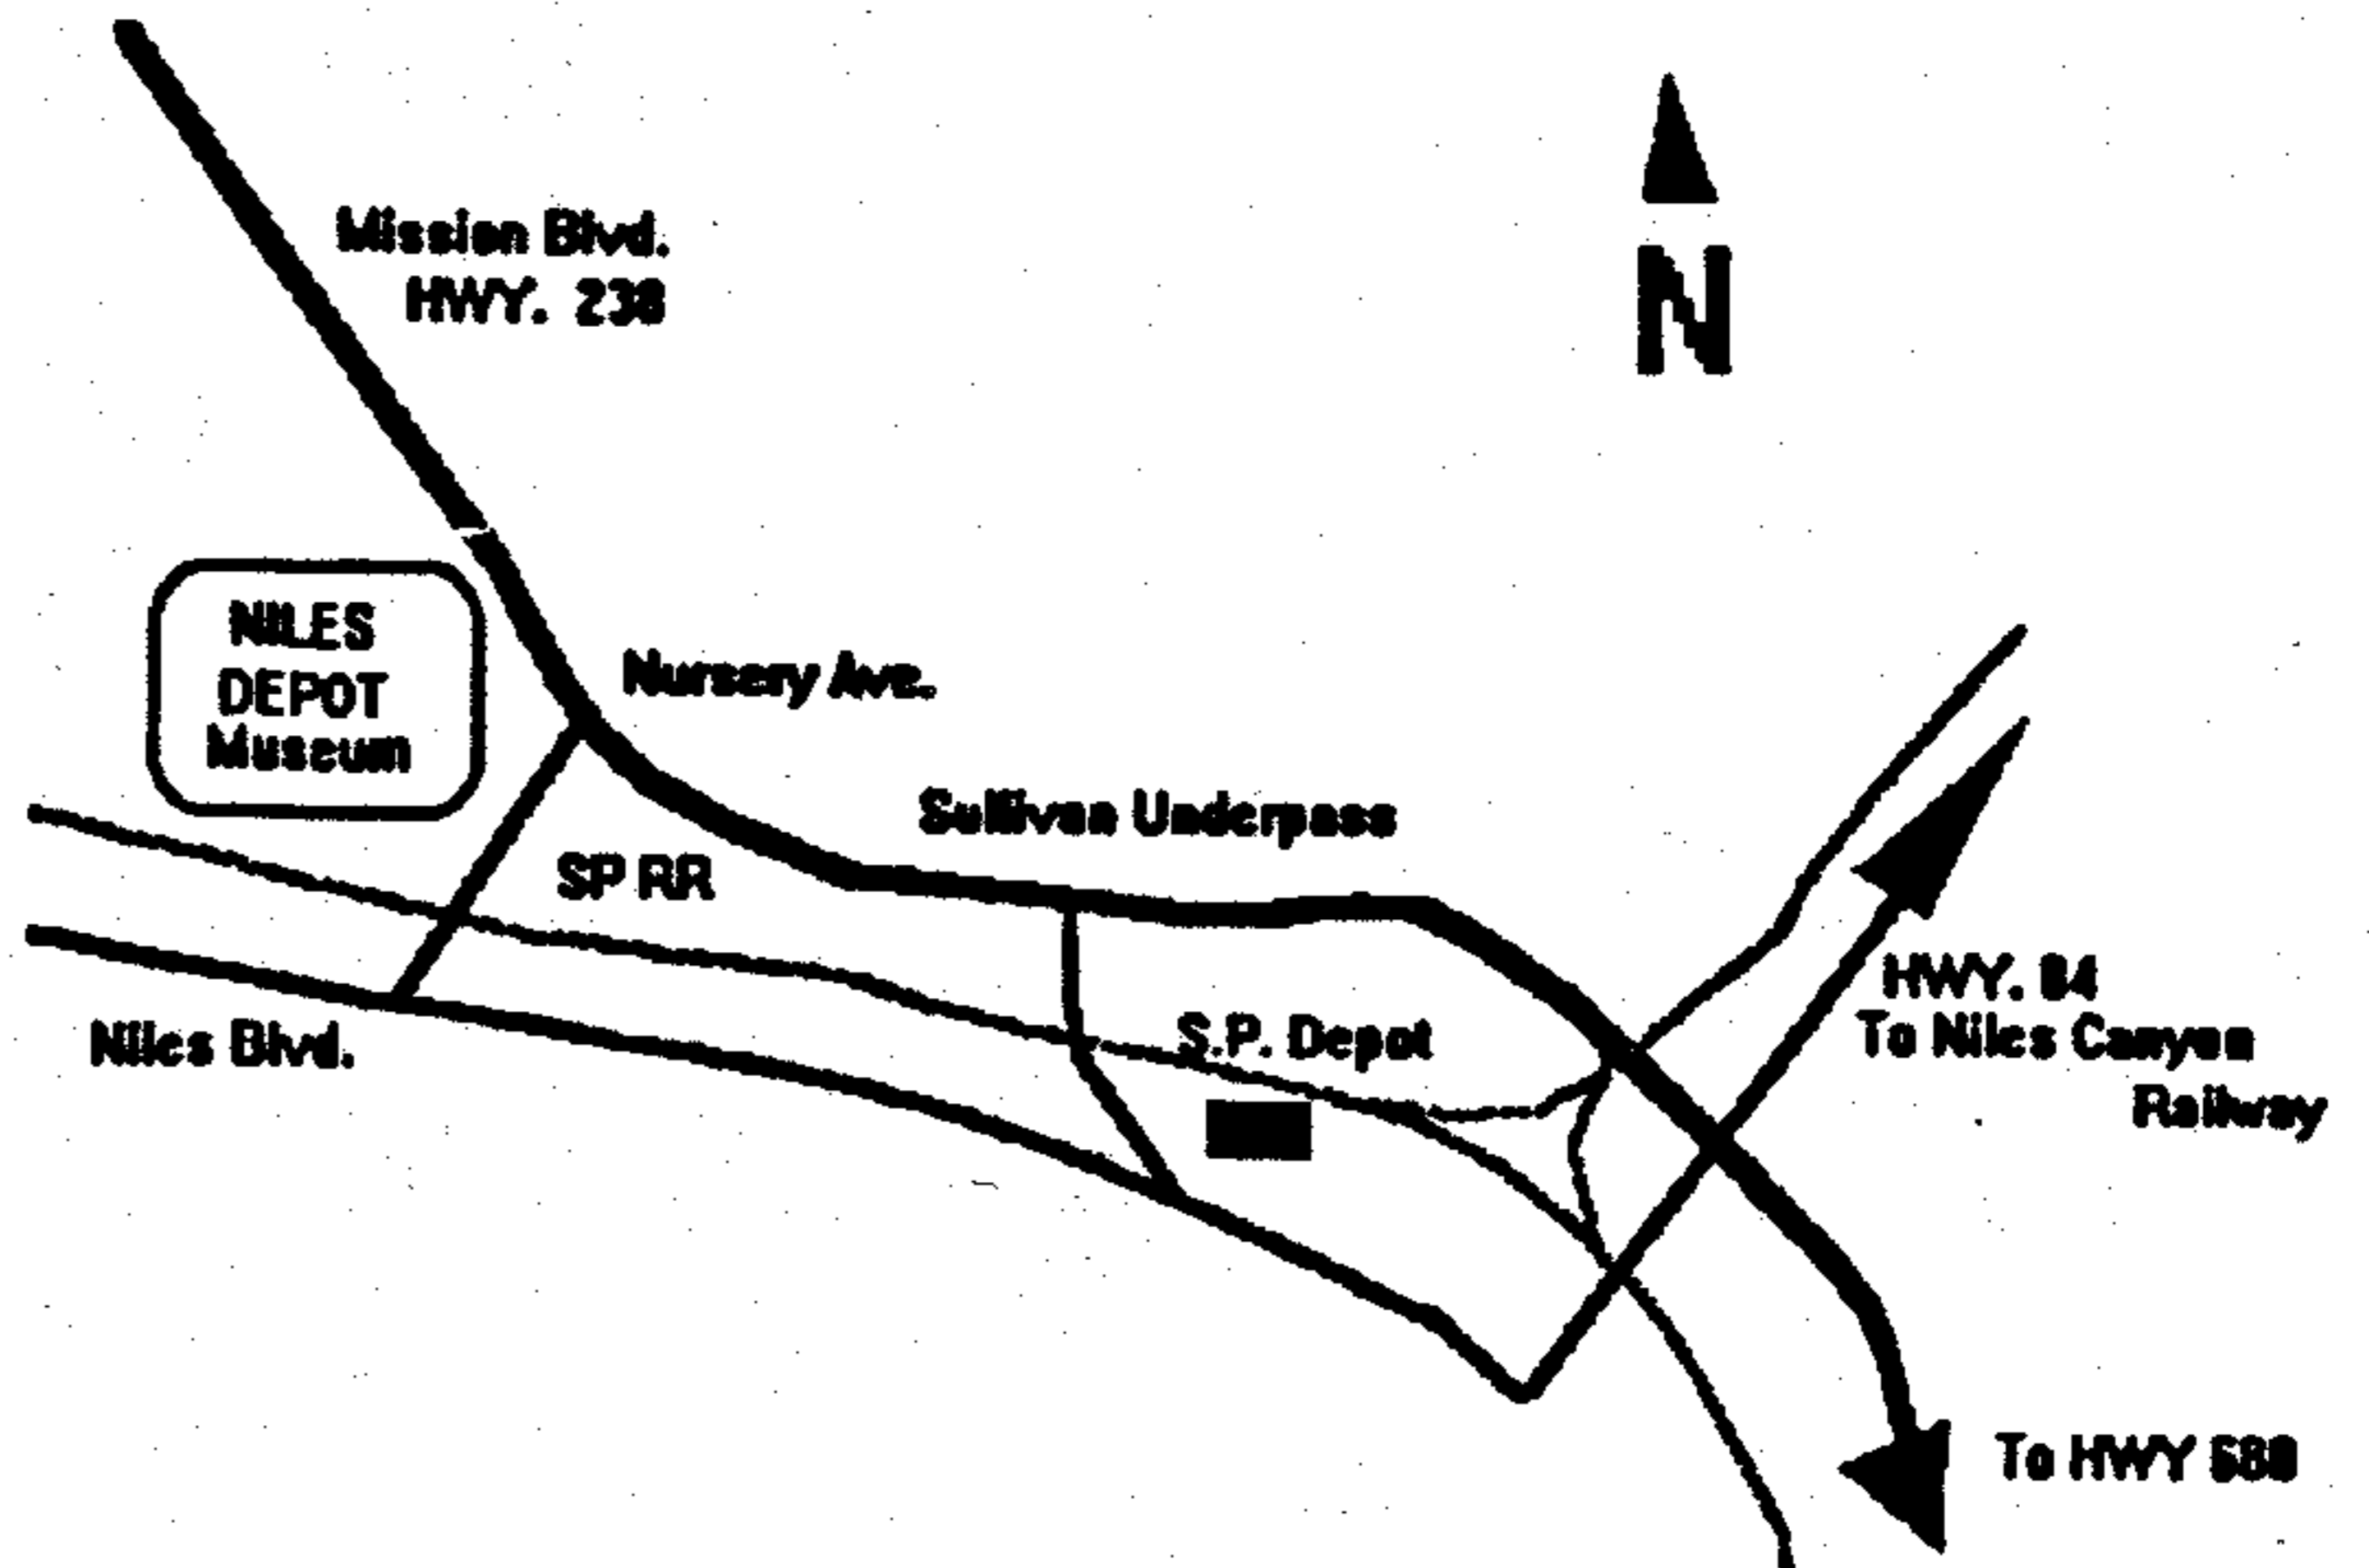 Mission Blvd.
HWY. 238
N
NILES
DEPOT
Museum
Nursery Ave.
Sullivan Underpass
SP RR
HWY. 84
To Niles Canyon
Railway
S.P. Depot
Niles Blvd.
To HWY 680